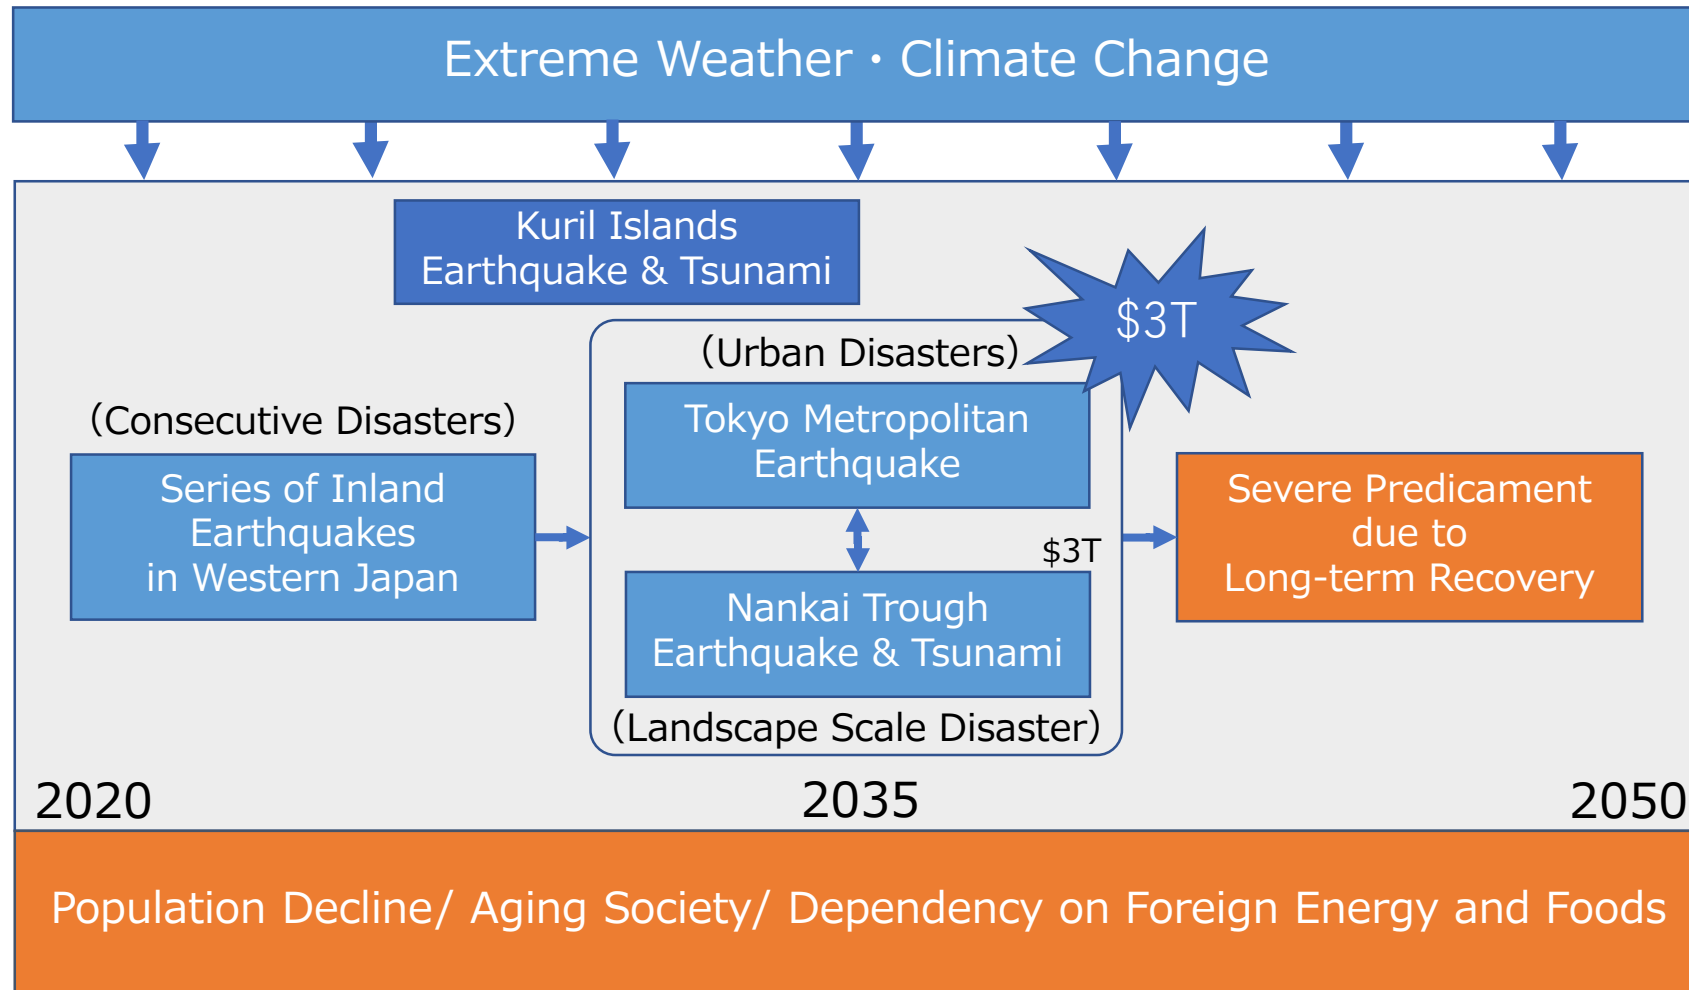 Extreme Weather・Climate Change
Kuril Islands
Earthquake & Tsunami
$3T
(Urban Disasters)
Tokyo Metropolitan
Earthquake
(Consecutive Disasters)
Series of Inland
Earthquakes
in Western Japan
$3T
Nankai Trough
Earthquake & Tsunami
(Landscape Scale Disaster)
Severe Predicament
due to
Long-term Recovery
2020
2035
2050
Population Decline/ Aging Society/ Dependency on Foreign Energy and Foods